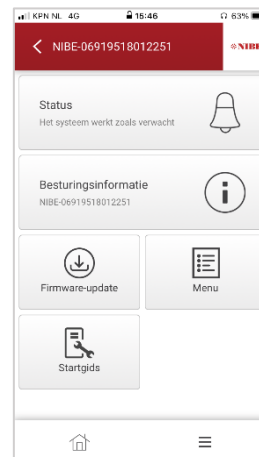 KPN NL 4G 15:46 63%
NIBE-06919518012251
NIBE
Status
Het systeem werkt zoals verwacht
Besturingsinformatie
NIBE-06919518012251
Firmware-update
Menu
Startgids